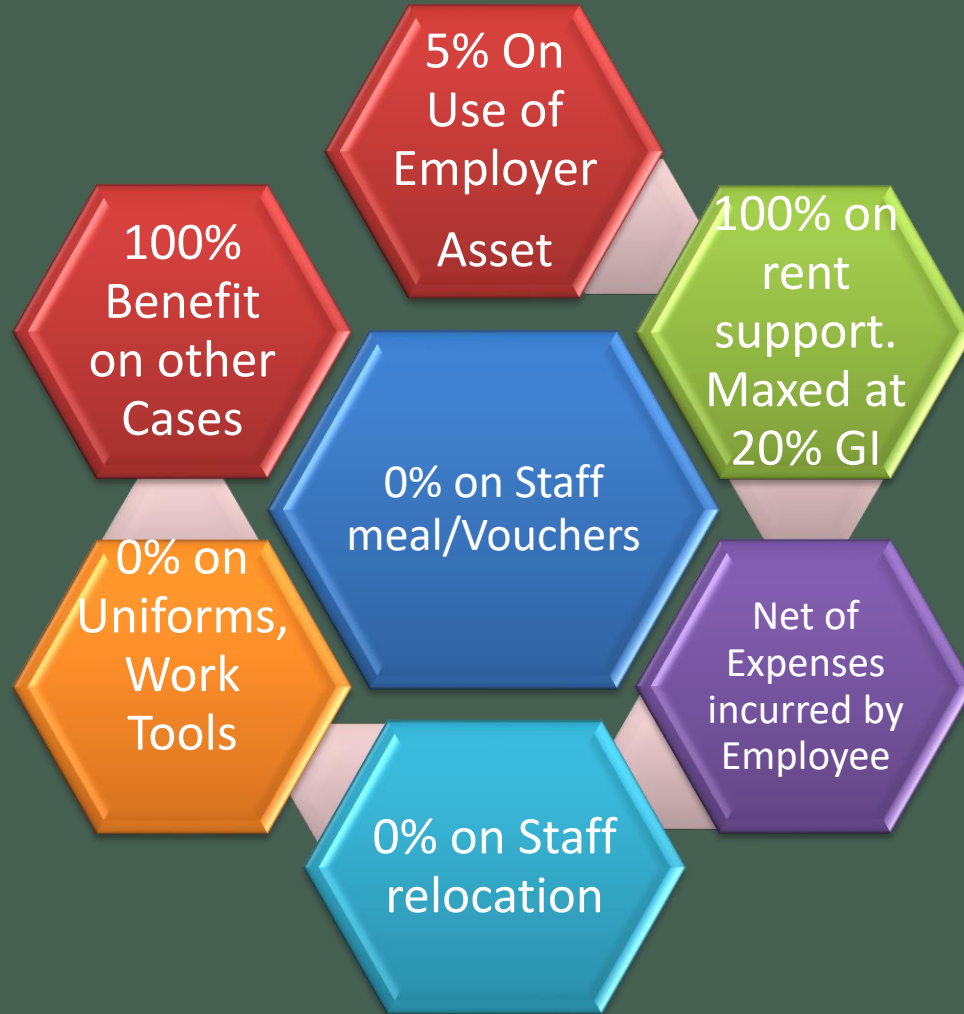 5% On
Use of
Employer
Asset
100% on
rent
support.
Maxed at
20% GI
Net of
Expenses
incurred by
Employee
0% on Staff
relocation
0% on
Uniforms,
Work
Tools
100%
Benefit
on other
Cases
0% on Staff
meal/Vouchers